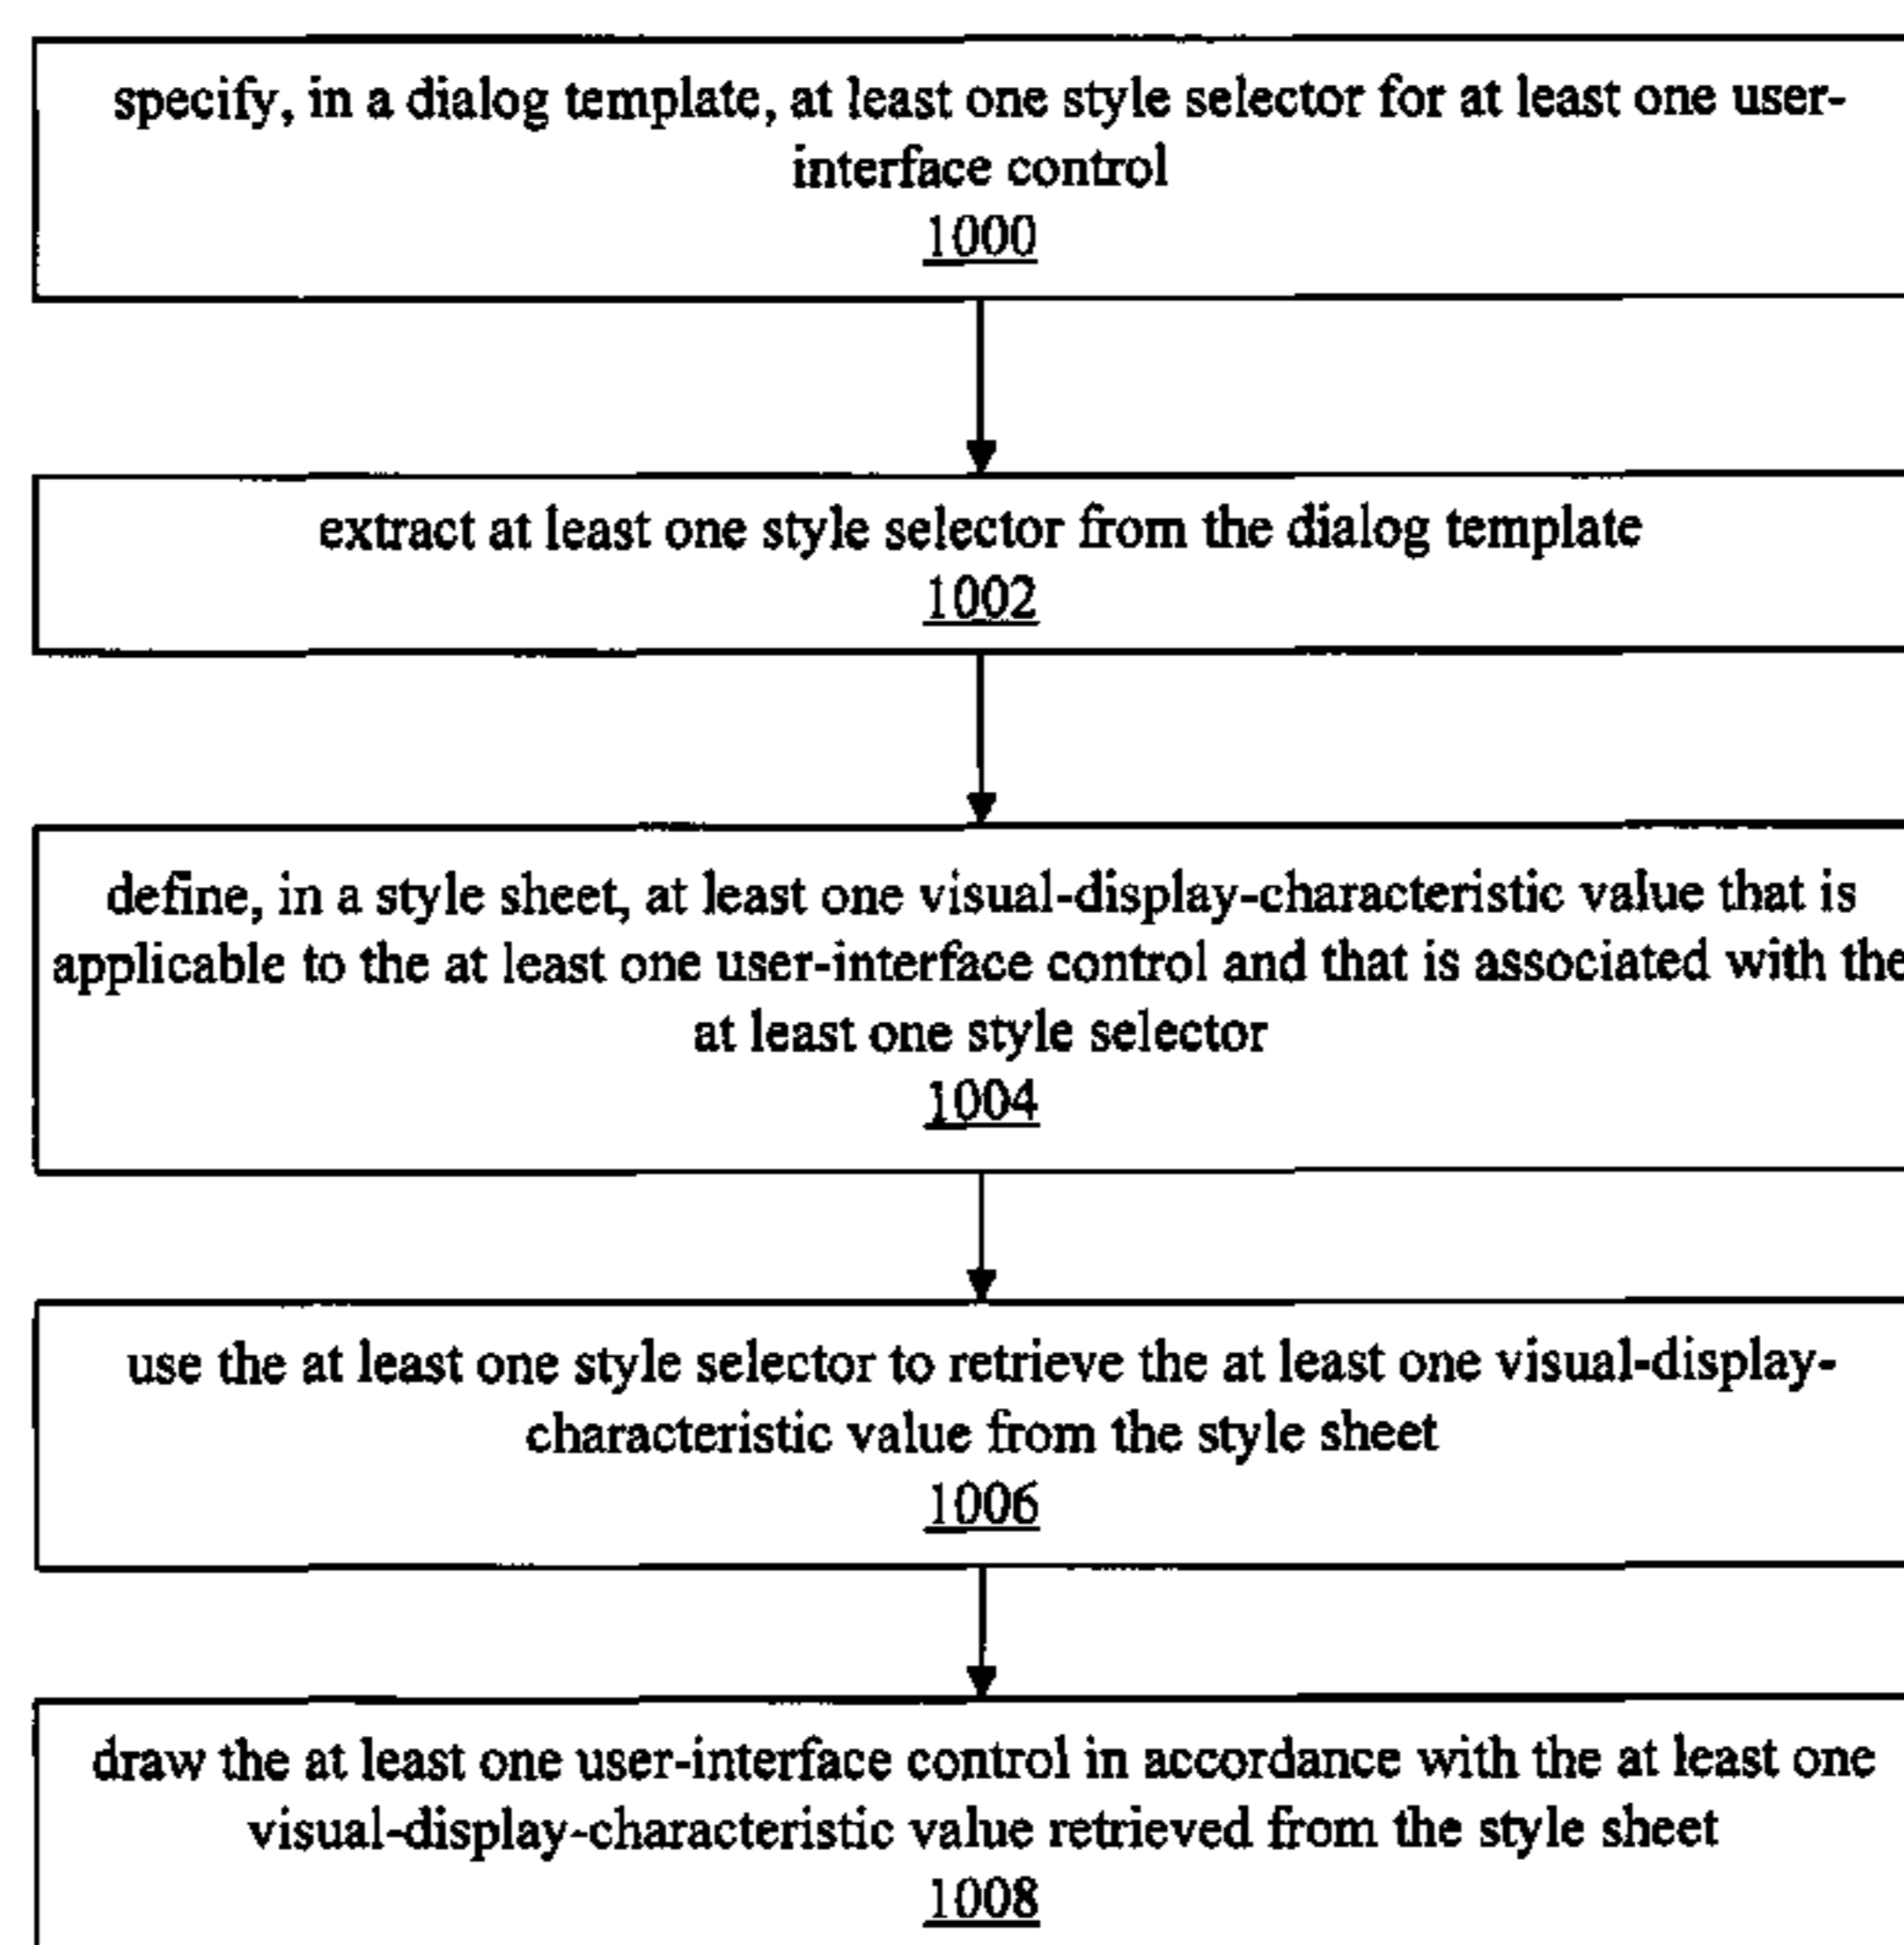 specify, in a dialog template, at least one style selector for at least one user-
interface control
1000
extract at least one style selector from the dialog template
1002
define, in a style sheet, at least one visual-display-characteristic value that is
applicable to the at least one user-interface control and that is associated with the
at least one style selector
1004
use the at least one style selector to retrieve the at least one visual-display-
characteristic value from the style sheet
1006
draw the at least one user-interface control in accordance with the at least one
visual-display-characteristic value retrieved from the style sheet
1008